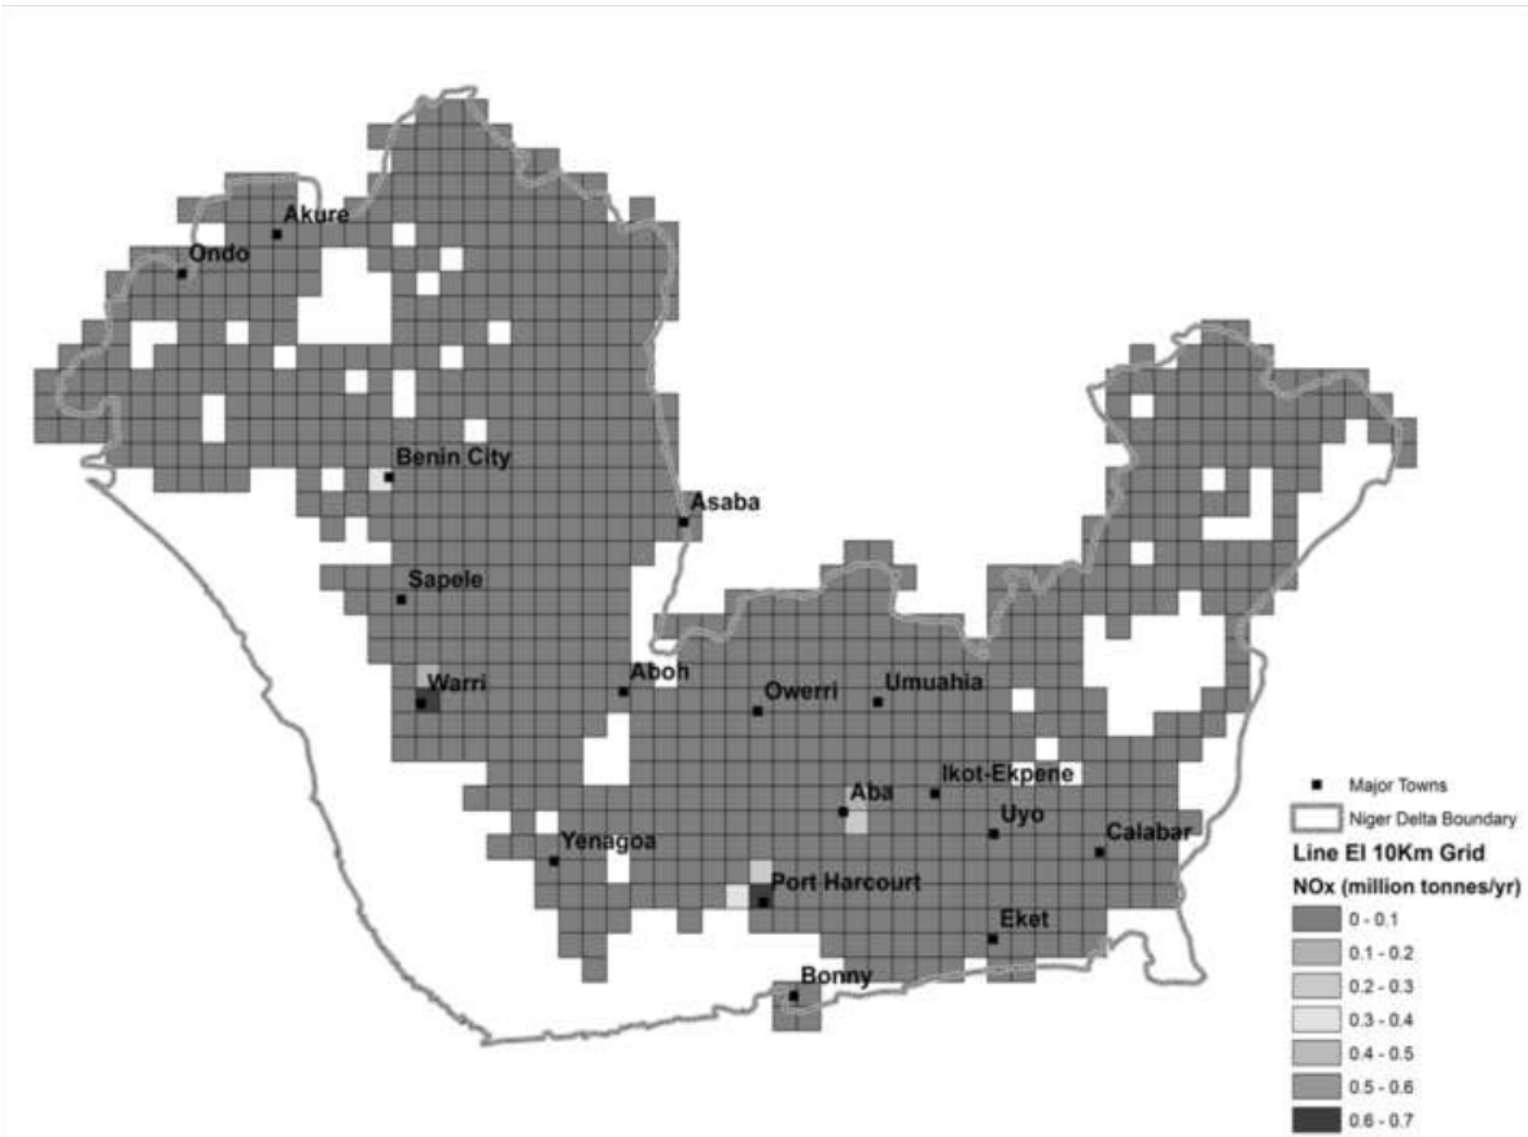 Akure
Ondo
Benin City
Asaba
Sapele
Aboh
Warri
Owerri
Umuahia
Ikot-Ekpene
Aba
Uyo
Calabar
Yenagoa
Port Harcourt
Eket
Bonny
Major Towns
Niger Delta Boundary
Line EI 10Km Grid
NOx (million tonnes/yr)
0 - 0.1
0.1 - 0.2
0.2 - 0.3
0.3 - 0.4
0.4 - 0.5
0.5 - 0.6
0.6 - 0.7